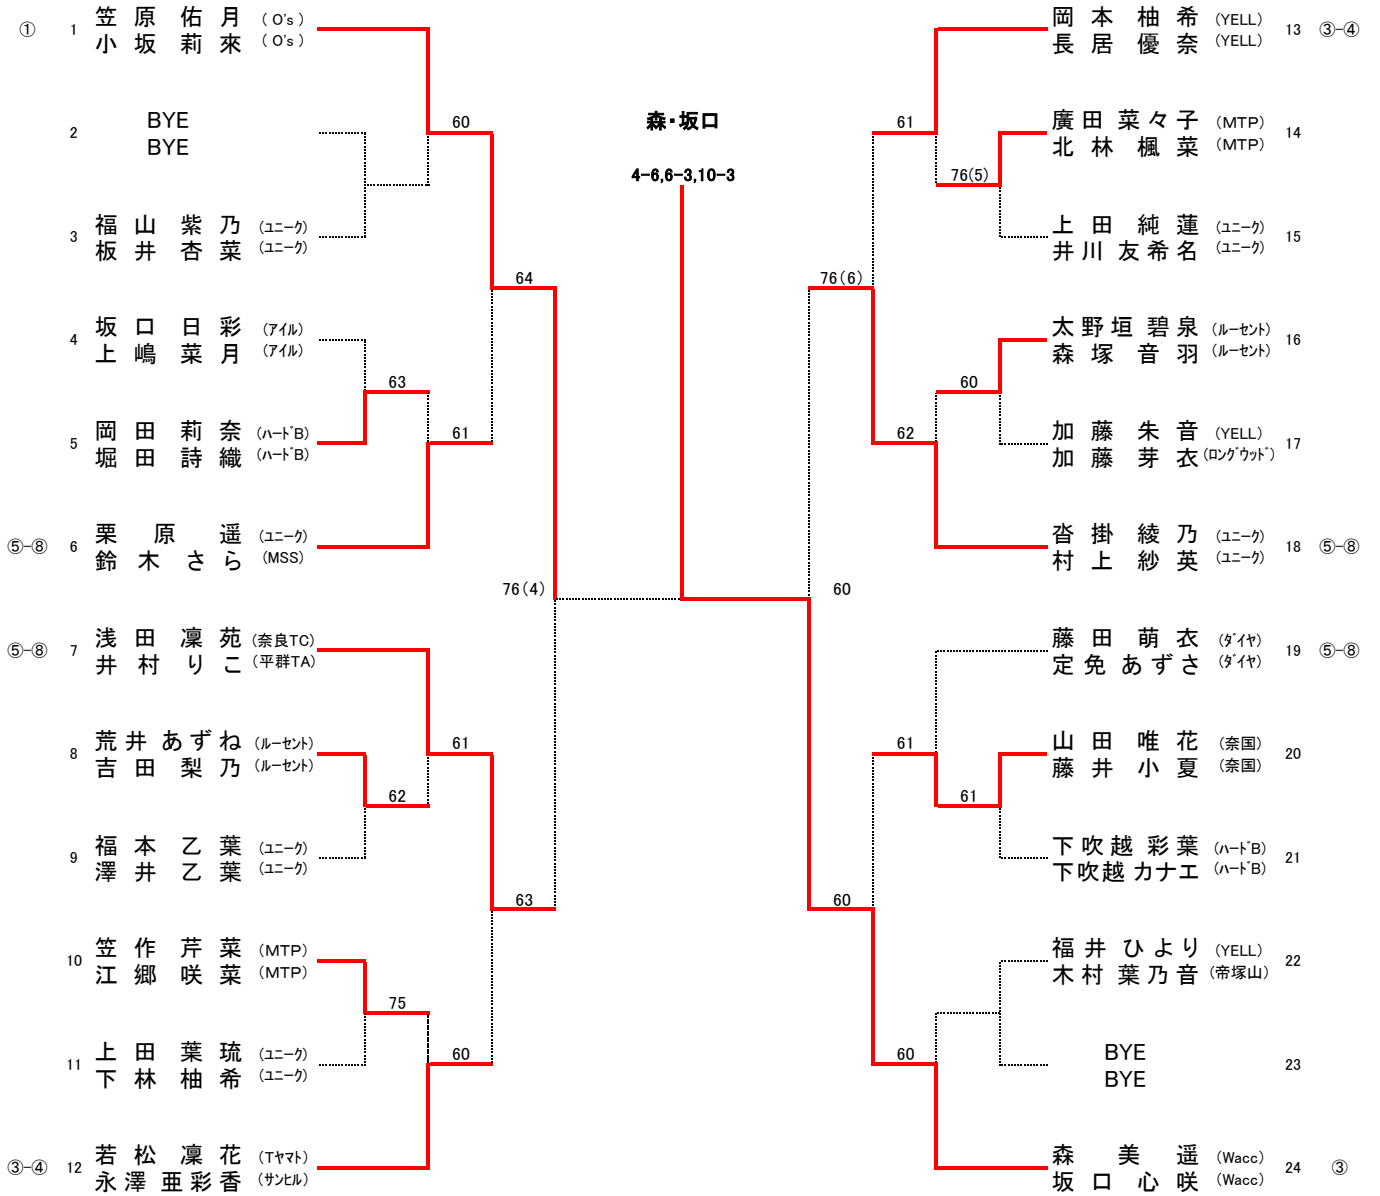 ① 1 笠原佑月 (O's)
小坂莉來 (O's)
2 BYE
BYE
60
3 福山紫乃 (ユニーク)
板井杏菜 (ユニーク)
64
4 坂口日彩 (アイル)
上嶋菜月 (アイル)
63
5 岡田莉奈 (ハードB)
堀田詩織 (ハードB)
61
⑤-⑧ 6 栗原遥 (ユニーク)
鈴木さら (MSS)
76(4)
⑤-⑧ 7 浅田凜苑 (奈良TC)
井村りこ (平群TA)
8 荒井あずね (ルーセント)
吉田梨乃 (ルーセント)
61
62
9 福本乙葉 (ユニーク)
澤井乙葉 (ユニーク)
63
10 笠作芹菜 (MTP)
江郷咲菜 (MTP)
75
11 上田葉琉 (ユニーク)
下林柚希 (ユニーク)
60
③-④ 12 若松凜花 (Tヤマト)
永澤亜彩香 (サンヒル)
森・坂口
4-6,6-3,10-3
岡本柚希 (YELL) 13 ③-④
長居優奈 (YELL)
61
廣田菜々子 (MTP) 14
北林楓菜 (MTP)
76(5)
上田純蓮 (ユニーク) 15
井川友希名 (ユニーク)
76(6)
太野垣碧泉 (ルーセント) 16
森塚音羽 (ルーセント)
60
加藤朱音 (YELL) 17
加藤芽衣 (ロングウッド)
62
沓掛綾乃 (ユニーク) 18 ⑤-⑧
村上紗英 (ユニーク)
60
藤田萌衣 (ダイヤ) 19 ⑤-⑧
定免あずさ (ダイヤ)
61
山田唯花 (奈国) 20
藤井小夏 (奈国)
61
下吹越彩葉 (ハードB) 21
下吹越カナエ (ハードB)
60
福井ひより (YELL) 22
木村葉乃音 (帝塚山)
60
BYE 23
BYE
森美遥 (Wacc) 24 ③
坂口心咲 (Wacc)